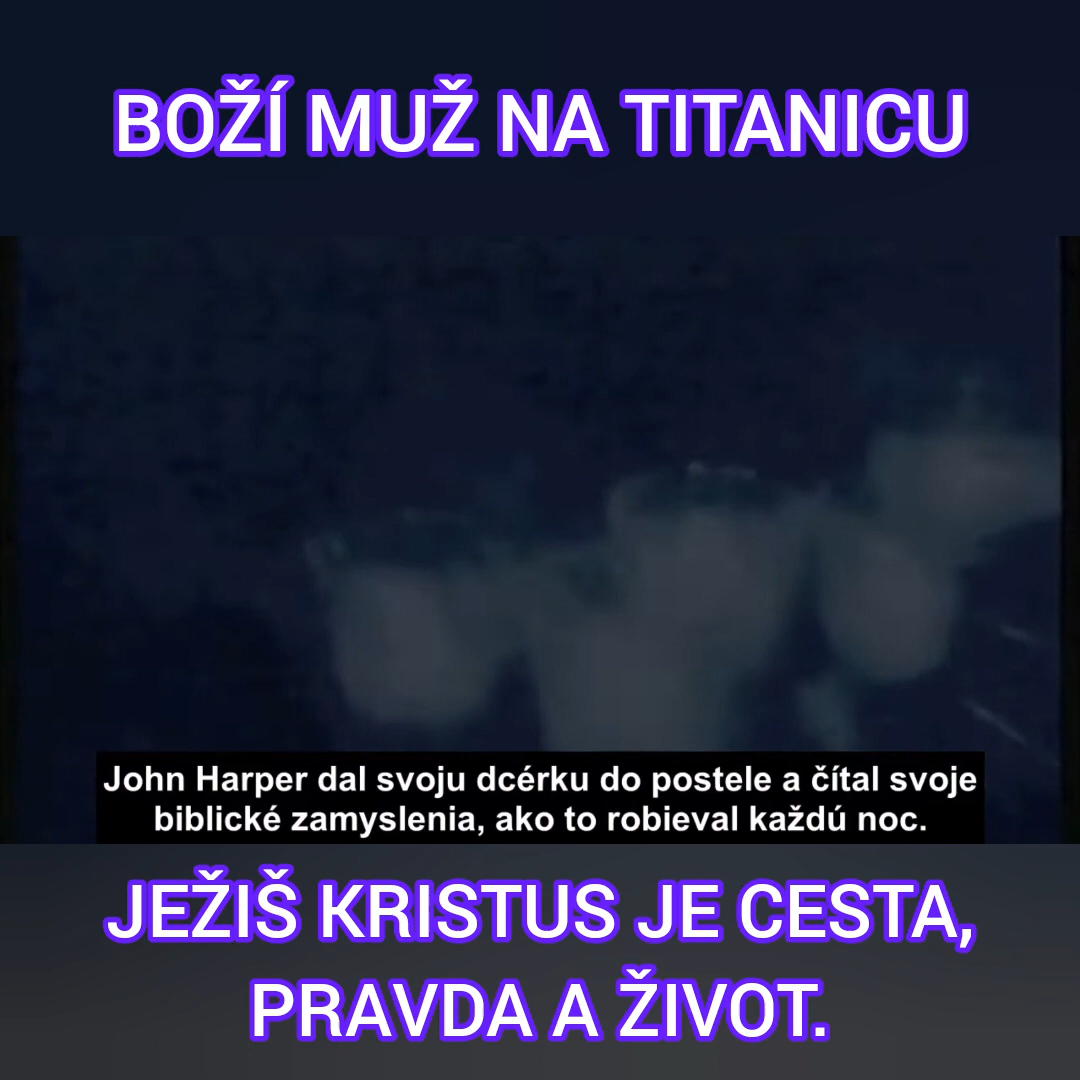 BOŽÍ MUŽ NA TITANICU
John Harper dal svoju dcérku do postele a čítal svoje
biblické zamyslenia, ako to robieval každú noc.
JEŽIŠ KRISTUS JE CESTA,
PRAVDA A ŽIVOT.